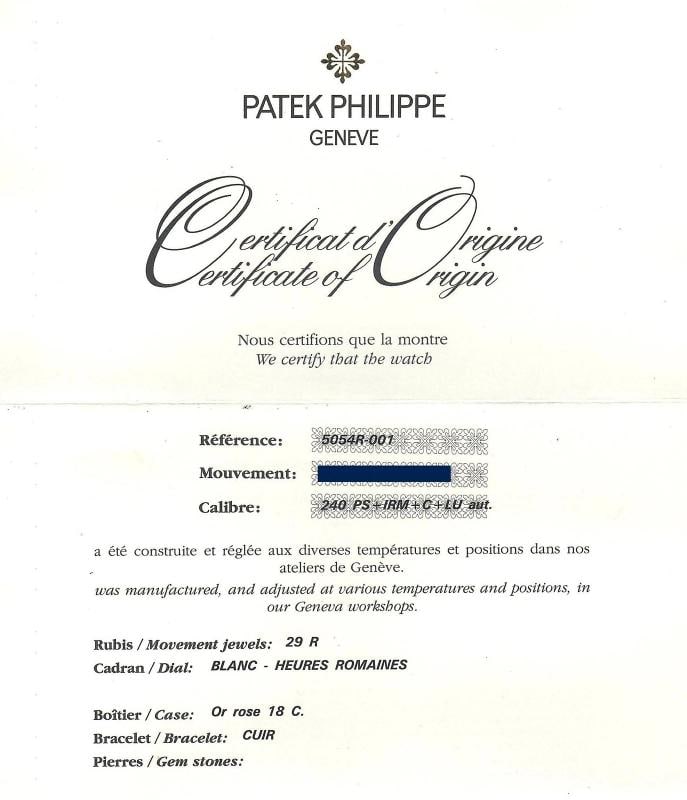 PATEK PHILIPPE
GENEVE
Certificat d'Origine
Certificate of Origin
Nous certifions que la montre
We certify that the watch
Référence: 5054R-001
Mouvement:
Calibre: 240 PS+IRM+C+LU aut.
a été construite et réglée aux diverses températures et positions dans nos
ateliers de Genève.
was manufactured, and adjusted at various temperatures and positions, in
our Geneva workshops.
Rubis / Movement jewels: 29 R
Cadran / Dial: BLANC - HEURES ROMAINES
Boîtier / Case: Or rose 18 C.
Bracelet / Bracelet: CUIR
Pierres / Gem stones: